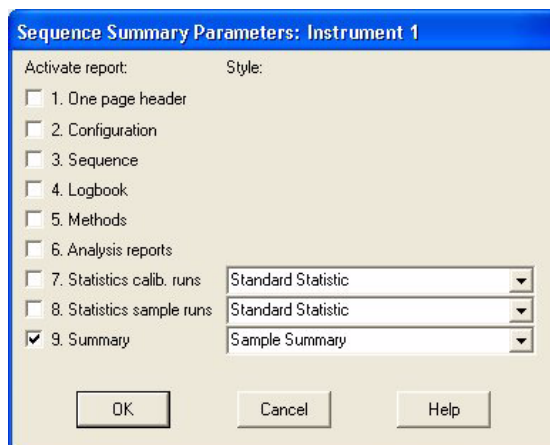 Sequence Summary Parameters: Instrument 1
Activate report: Style:
1. One page header
2. Configuration
3. Sequence
4. Logbook
5. Methods
6. Analysis reports
7. Statistics calib. runs Standard Statistic
8. Statistics sample runs Standard Statistic
9. Summary Sample Summary
OK Cancel Help